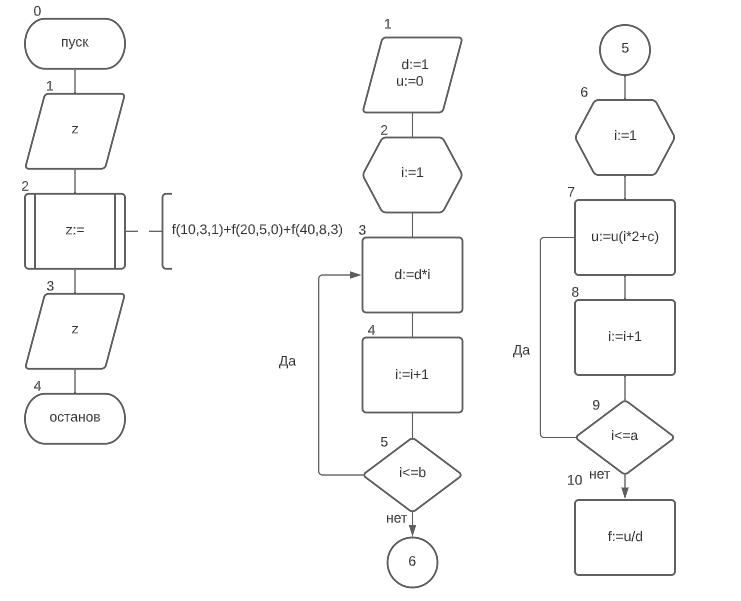 0
пуск
1
z
2
z:=
f(10,3,1)+f(20,5,0)+f(40,8,3)
3
z
4
останов
1
d:=1
u:=0
2
i:=1
3
d:=d*i
4
i:=i+1
Да
5
i<=b
нет
6
5
6
i:=1
7
u:=u(i*2+c)
8
i:=i+1
Да
9
i<=a
нет
10
f:=u/d